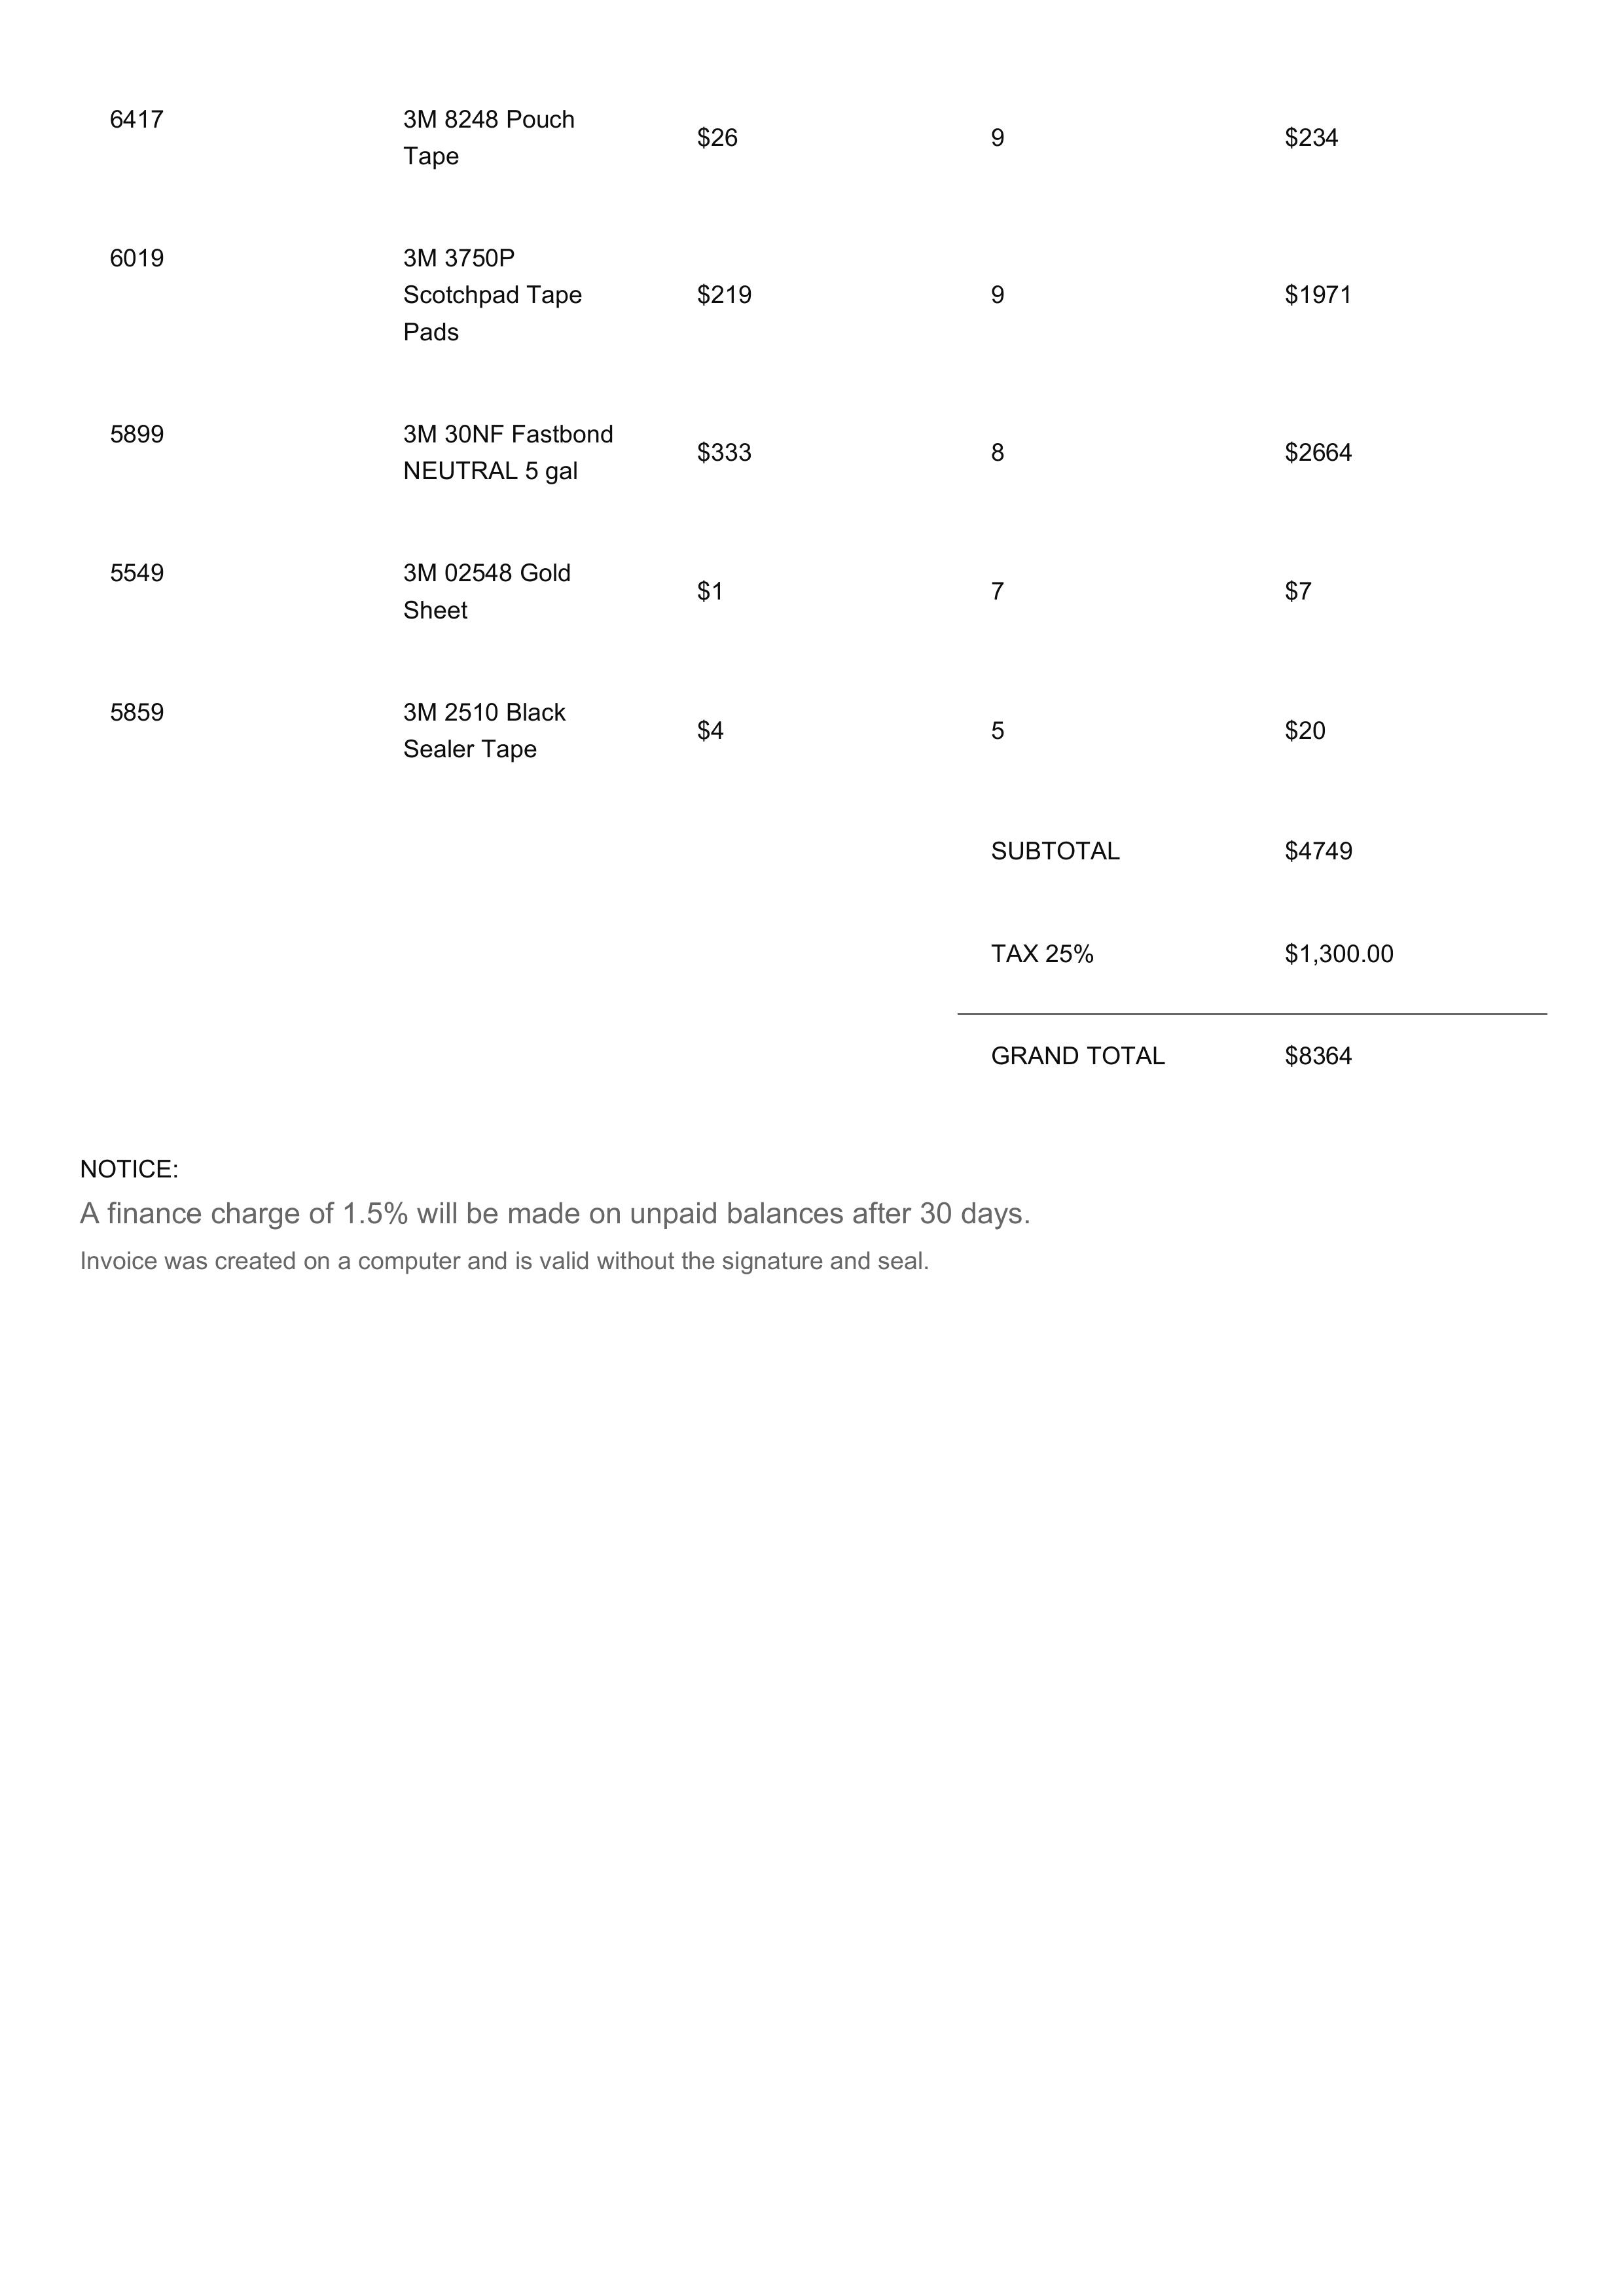 6417 3M 8248 Pouch Tape $26 9 $234
6019 3M 3750P Scotchpad Tape Pads $219 9 $1971
5899 3M 30NF Fastbond NEUTRAL 5 gal $333 8 $2664
5549 3M 02548 Gold Sheet $1 7 $7
5859 3M 2510 Black Sealer Tape $4 5 $20
SUBTOTAL $4749
TAX 25% $1,300.00
GRAND TOTAL $8364
NOTICE:
A finance charge of 1.5% will be made on unpaid balances after 30 days.
Invoice was created on a computer and is valid without the signature and seal.